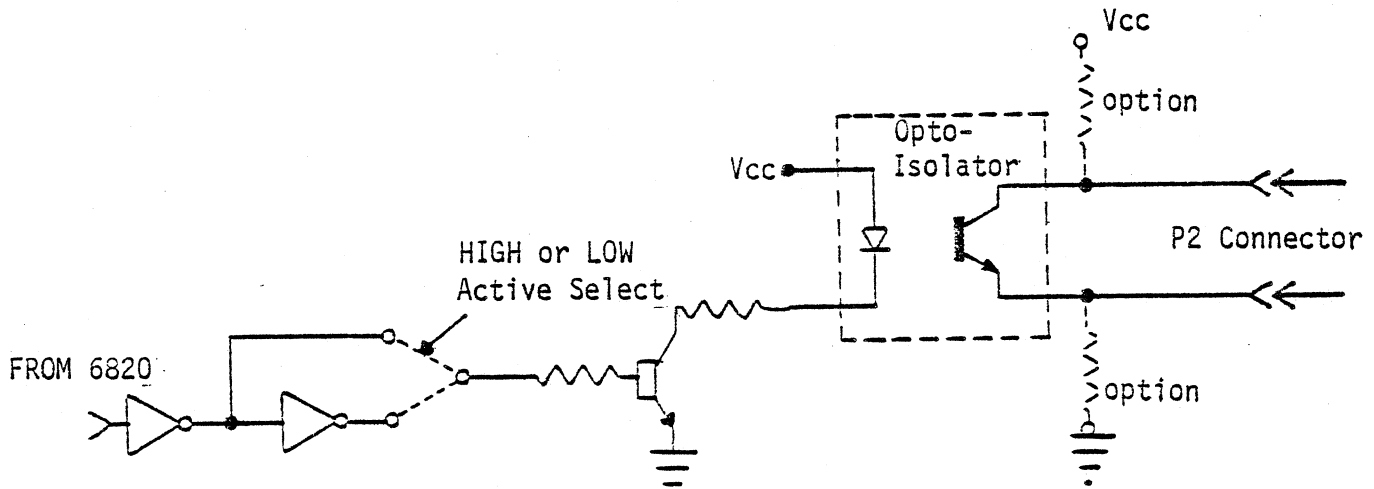 Vcc
option
Opto-
Isolator
Vcc
P2 Connector
HIGH or LOW
Active Select
FROM 6820
option